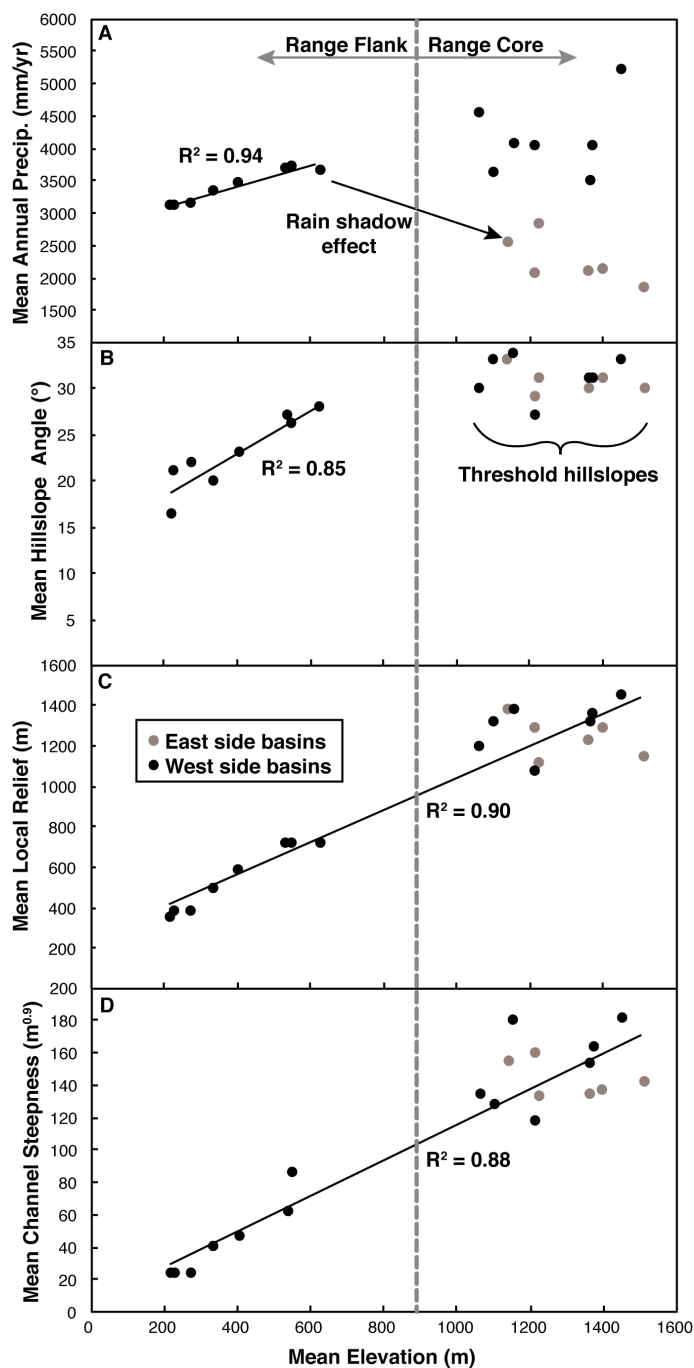 A
Range Flank
Range Core
R² = 0.94
Rain shadow
effect
Mean Annual Precip. (mm/yr)
6000
5500
5000
4500
4000
3500
3000
2500
2000
1500
B
R² = 0.85
Threshold hillslopes
Mean Hillslope Angle (°)
35
30
25
20
15
10
5
C
East side basins
West side basins
R² = 0.90
Mean Local Relief (m)
1600
1400
1200
1000
800
600
400
200
D
R² = 0.88
Mean Channel Steepness (m⁰·⁹)
200
180
160
140
120
100
80
60
40
20
0
0 200 400 600 800 1000 1200 1400 1600
Mean Elevation (m)